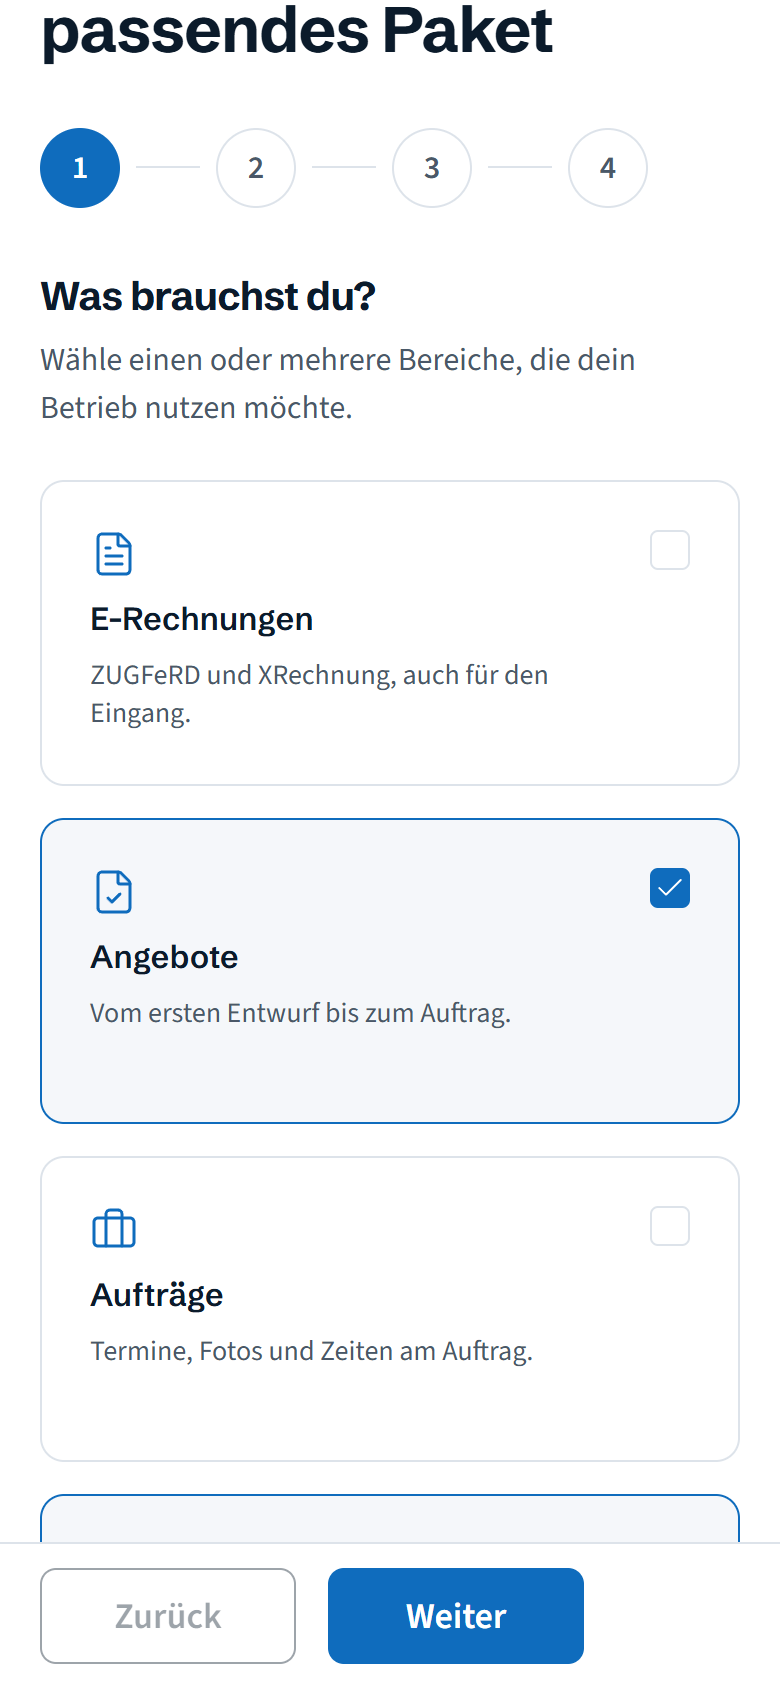 passendes Paket
1 2 3 4
Was brauchst du?
Wähle einen oder mehrere Bereiche, die dein
Betrieb nutzen möchte.
E-Rechnungen
ZUGFeRD und XRechnung, auch für den
Eingang.
Angebote
Vom ersten Entwurf bis zum Auftrag.
Aufträge
Termine, Fotos und Zeiten am Auftrag.
Zurück Weiter